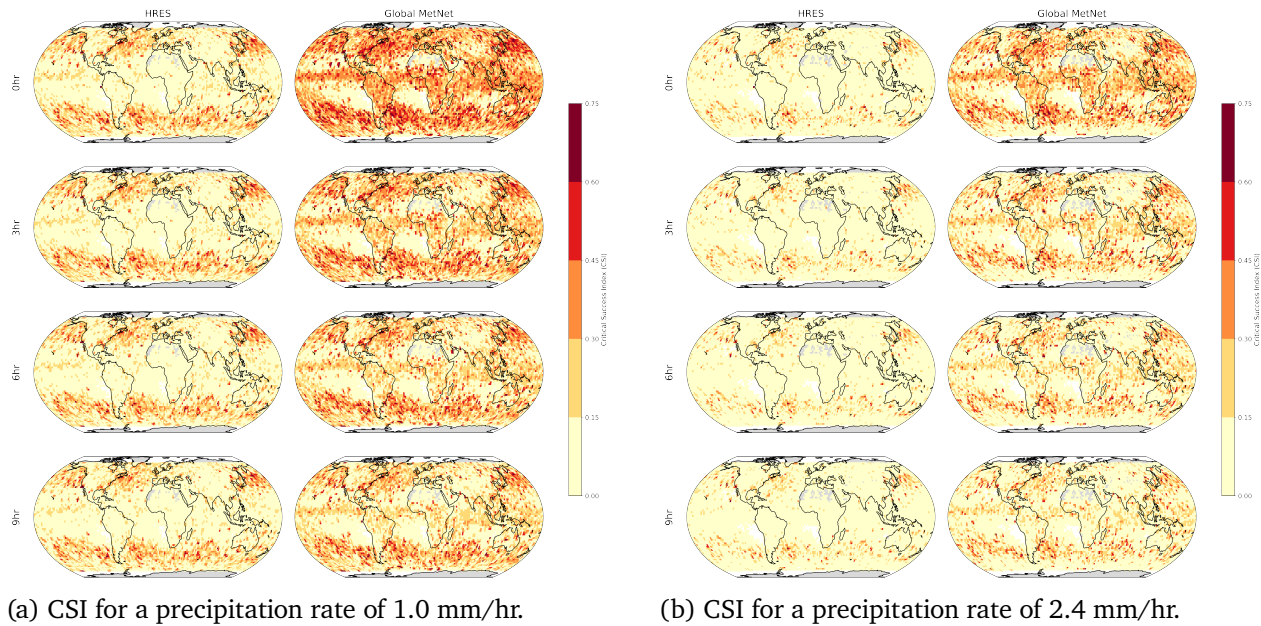 HRES
Global MetNet
0hr
3hr
6hr
9hr
0.75
0.60
0.45
0.30
0.15
0.00
Critical Success Index (CSI)
(a) CSI for a precipitation rate of 1.0 mm/hr.
HRES
Global MetNet
0hr
3hr
6hr
9hr
0.75
0.60
0.45
0.30
0.15
0.00
Critical Success Index (CSI)
(b) CSI for a precipitation rate of 2.4 mm/hr.